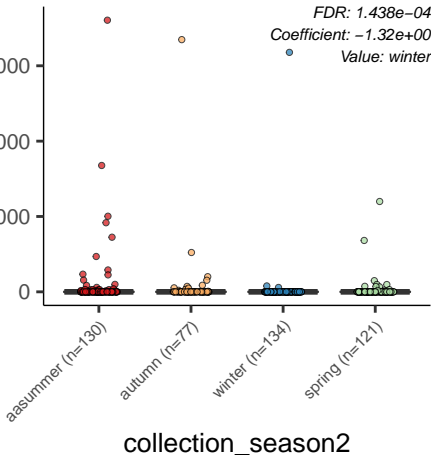 FDR: 1.438e−04
Coefficient: −1.32e+00
Value: winter
000
000
000
0
aasummer (n=130)
autumn (n=77)
winter (n=134)
spring (n=121)
collection_season2